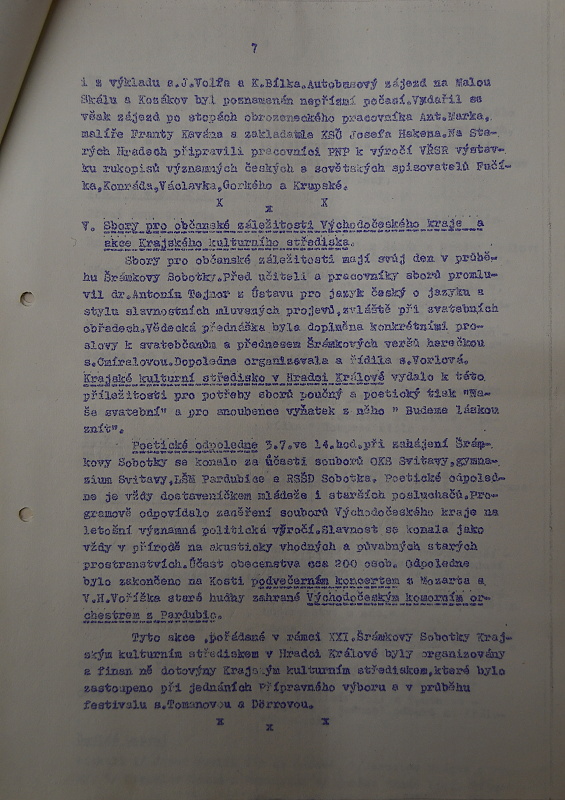 7
i z výkladu s.J.Volfa a K.Bílka.Autobusový zájezd na Malou
Skálu a Kozákov byl poznamenán nepřízní počasí.Vydařil se
však zájezd po stopách obrozeneckého pracovníka Ant.Marka,
malíře Franty Kavána a zakladatele KSČ Josefa Hakena.Na Sta-
rých Hradech připravili pracovníci PNP k výročí VŘSR výstav-
ku rukopisů významných českých a sovětských spisovatelů Fučí-
ka,Konráda,Václavka,Gorkého a Krupské.
X X X
V. Sbory pro občanské záležitosti Východočeského kraje a
akce Krajského kulturního střediska.
Sbory pro občanské záležitosti mají svůj den v průbě-
hu Šrámkovy Sobotky.Před učiteli a pracovníky sborů promlu-
vil dr.Antonín Tejnor z Ústavu pro jazyk český o jazyku a
stylu slavnostních mluvených projevů,zvláště při svatebních
obřadech.Vědecká přednáška byla doplněna konkrétními pro-
slovy k svatebčanům a přednesem Šrámkových veršů herečkou
s.Cmíralovou.Dopoledne organizovala a řídila s.Voxlová.
Krajské kulturní středisko v Hradci Králové vydalo k této
příležitosti pro potřeby sborů poučný a poetický tisk "Na-
še svatební" a pro snoubence výňatek z něho " Budeme láskou
znít".
Poetické odpoledne 3.7.ve 14.hod.při zahájení Šrám-
kovy Sobotky se konalo za účasti souborů OKS Svitavy,gymna-
zium Svitavy,LŠM Pardubice a RSŠD Sobotka. Poetické odpoled-
ne je vždy dostaveníčkem mládeže i starších posluchačů.Pro-
gramově odpovídalo zaměření souborů Východočeského kraje na
letošní významná politická výročí.Slavnost se konala jako
vždy v přírodě na akusticky vhodných a půvabných starých
prostranstvích.Účast obecenstva cca 200 osob. Odpoledne
bylo zakončeno na Kosti podvečerním koncertem z Mozarta a
V.H.Voříška staré hudby zahrané Východočeským komorním or-
chestrem z Pardubic.
Tyto akce ,pořádané v rámci XXI.Šrámkovy Sobotky Kraj-
ským kulturním střediskem v Hradci Králové byly organizovány
a finan ně dotovýny Krajským kulturním střediskem,které bylo
zastoupeno při jednáních Přípravného výboru a v průběhu
festivalu s.Tomanovou a Dörrovou.
X X X